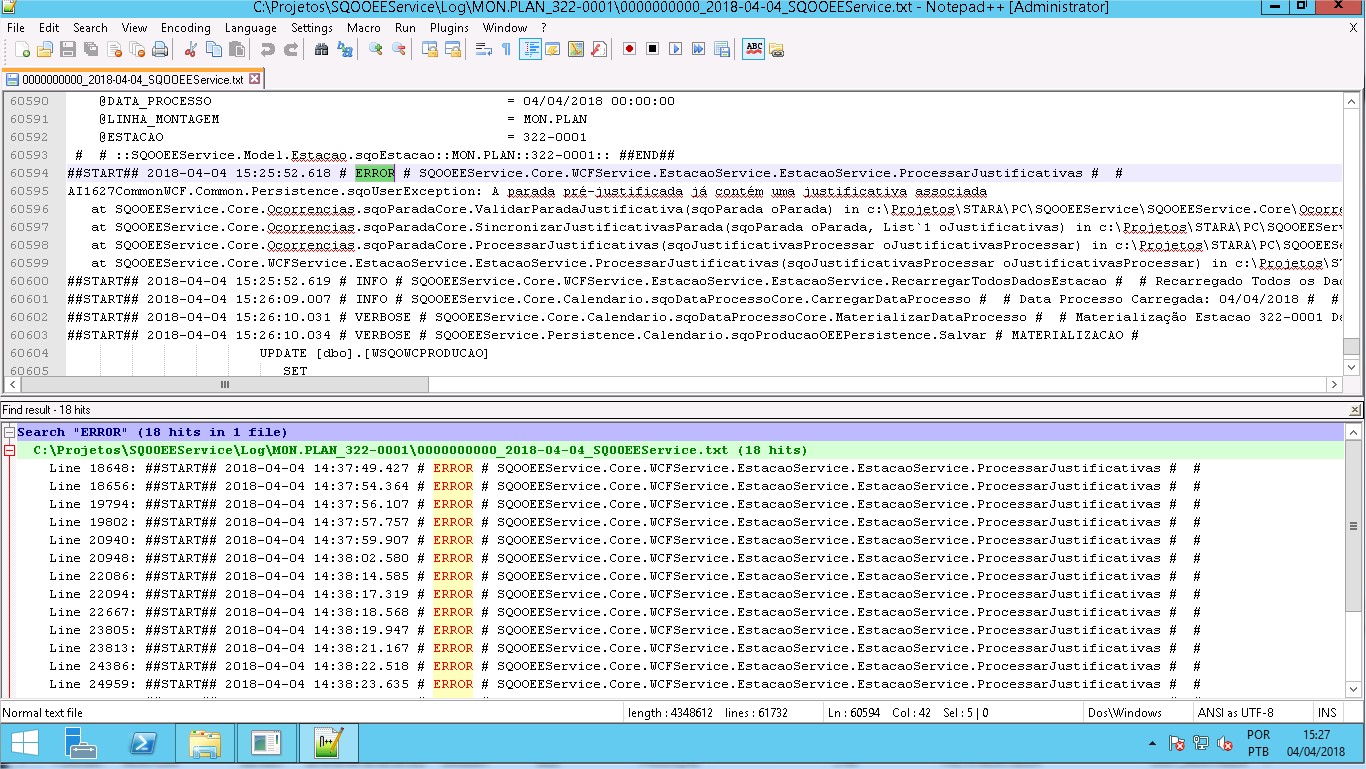 C:\Projetos\SQOOEEService\Log\MON.PLAN_322-0001\0000000000_2018-04-04_SQOOEEService.txt - Notepad++ [Administrator]
File Edit Search View Encoding Language Settings Macro Run Plugins Window ? X
0000000000_2018-04-04_SQOOEEService.txt
60590 @DATA_PROCESSO = 04/04/2018 00:00:00
60591 @LINHA_MONTAGEM = MON.PLAN
60592 @ESTACAO = 322-0001
60593 # # ::SQOOEEService.Model.Estacao.sqoEstacao::MON.PLAN::322-0001:: ##END##
60594 ##START## 2018-04-04 15:25:52.618 # ERROR # SQOOEEService.Core.WCFService.EstacaoService.EstacaoService.ProcessarJustificativas # #
60595 AI1627CommonWCF.Common.Persistence.sqoUserException: A parada pré-justificada já contém uma justificativa associada
60596 at SQOOEEService.Core.Ocorrencias.sqoParadaCore.ValidarParadaJustificativa(sqoParada oParada) in c:\Projetos\STARA\PC\SQOOEEService\SQOOEEService.Core\Ocorre
60597 at SQOOEEService.Core.Ocorrencias.sqoParadaCore.SincronizarJustificativasParada(sqoParada oParada, List`1 oJustificativas) in c:\Projetos\STARA\PC\SQOOEEServ
60598 at SQOOEEService.Core.Ocorrencias.sqoParadaCore.ProcessarJustificativas(sqoJustificativasProcessar oJustificativasProcessar) in c:\Projetos\STARA\PC\SQOOEESe
60599 at SQOOEEService.Core.WCFService.EstacaoService.EstacaoService.ProcessarJustificativas(sqoJustificativasProcessar oJustificativasProcessar) in c:\Projetos\ST
60600 ##START## 2018-04-04 15:25:52.619 # INFO # SQOOEEService.Core.WCFService.EstacaoService.EstacaoService.RecarregarTodosDadosEstacao # # Recarregado Todos os Dad
60601 ##START## 2018-04-04 15:26:09.007 # INFO # SQOOEEService.Core.Calendario.sqoDataProcessoCore.CarregarDataProcesso # # Data Processo Carregada: 04/04/2018 # #
60602 ##START## 2018-04-04 15:26:10.031 # VERBOSE # SQOOEEService.Core.Calendario.sqoDataProcessoCore.MaterializarDataProcesso # # Materialização Estacao 322-0001 Da
60603 ##START## 2018-04-04 15:26:10.034 # VERBOSE # SQOOEEService.Persistence.Calendario.sqoProducaoOEEPersistence.Salvar # MATERIALIZACAO #
60604 UPDATE [dbo].[WSQOWCPRODUCAO]
60605 SET
Find result - 18 hits
Search "ERROR" (18 hits in 1 file)
C:\Projetos\SQOOEEService\Log\MON.PLAN_322-0001\0000000000_2018-04-04_SQOOEEService.txt (18 hits)
Line 18648: ##START## 2018-04-04 14:37:49.427 # ERROR # SQOOEEService.Core.WCFService.EstacaoService.EstacaoService.ProcessarJustificativas # #
Line 18656: ##START## 2018-04-04 14:37:54.364 # ERROR # SQOOEEService.Core.WCFService.EstacaoService.EstacaoService.ProcessarJustificativas # #
Line 19794: ##START## 2018-04-04 14:37:56.107 # ERROR # SQOOEEService.Core.WCFService.EstacaoService.EstacaoService.ProcessarJustificativas # #
Line 19802: ##START## 2018-04-04 14:37:57.757 # ERROR # SQOOEEService.Core.WCFService.EstacaoService.EstacaoService.ProcessarJustificativas # #
Line 20940: ##START## 2018-04-04 14:37:59.907 # ERROR # SQOOEEService.Core.WCFService.EstacaoService.EstacaoService.ProcessarJustificativas # #
Line 20948: ##START## 2018-04-04 14:38:02.580 # ERROR # SQOOEEService.Core.WCFService.EstacaoService.EstacaoService.ProcessarJustificativas # #
Line 22086: ##START## 2018-04-04 14:38:14.585 # ERROR # SQOOEEService.Core.WCFService.EstacaoService.EstacaoService.ProcessarJustificativas # #
Line 22094: ##START## 2018-04-04 14:38:17.319 # ERROR # SQOOEEService.Core.WCFService.EstacaoService.EstacaoService.ProcessarJustificativas # #
Line 22667: ##START## 2018-04-04 14:38:18.568 # ERROR # SQOOEEService.Core.WCFService.EstacaoService.EstacaoService.ProcessarJustificativas # #
Line 23805: ##START## 2018-04-04 14:38:19.947 # ERROR # SQOOEEService.Core.WCFService.EstacaoService.EstacaoService.ProcessarJustificativas # #
Line 23813: ##START## 2018-04-04 14:38:21.167 # ERROR # SQOOEEService.Core.WCFService.EstacaoService.EstacaoService.ProcessarJustificativas # #
Line 24386: ##START## 2018-04-04 14:38:22.518 # ERROR # SQOOEEService.Core.WCFService.EstacaoService.EstacaoService.ProcessarJustificativas # #
Line 24959: ##START## 2018-04-04 14:38:23.635 # ERROR # SQOOEEService.Core.WCFService.EstacaoService.EstacaoService.ProcessarJustificativas # #
Normal text file length : 4348612 lines : 61732 Ln : 60594 Col : 42 Sel : 5 | 0 Dos\Windows ANSI as UTF-8 INS
POR 15:27
PTB 04/04/2018